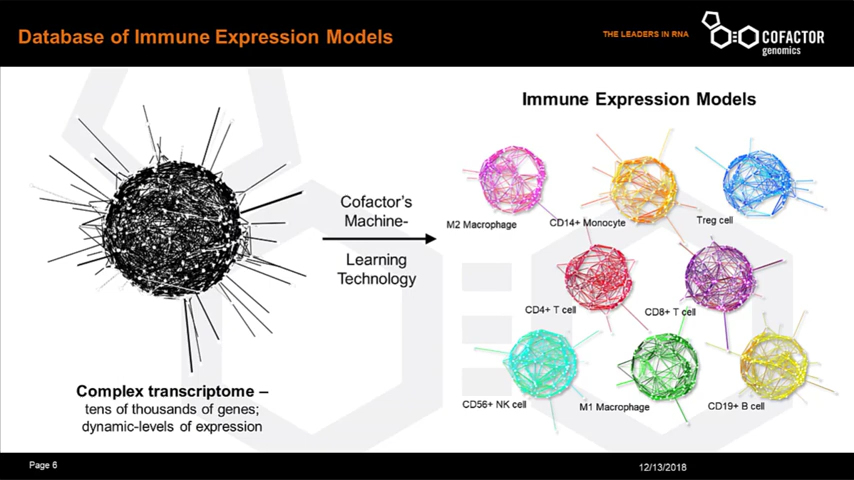 Database of Immune Expression Models
THE LEADERS IN RNA
COFACTOR
genomics
Immune Expression Models
Cofactor's
Machine-
Learning
Technology
M2 Macrophage
CD14+ Monocyte
Treg cell
CD4+ T cell
CD8+ T cell
CD56+ NK cell
M1 Macrophage
CD19+ B cell
Complex transcriptome –
tens of thousands of genes;
dynamic-levels of expression
Page 6
12/13/2018